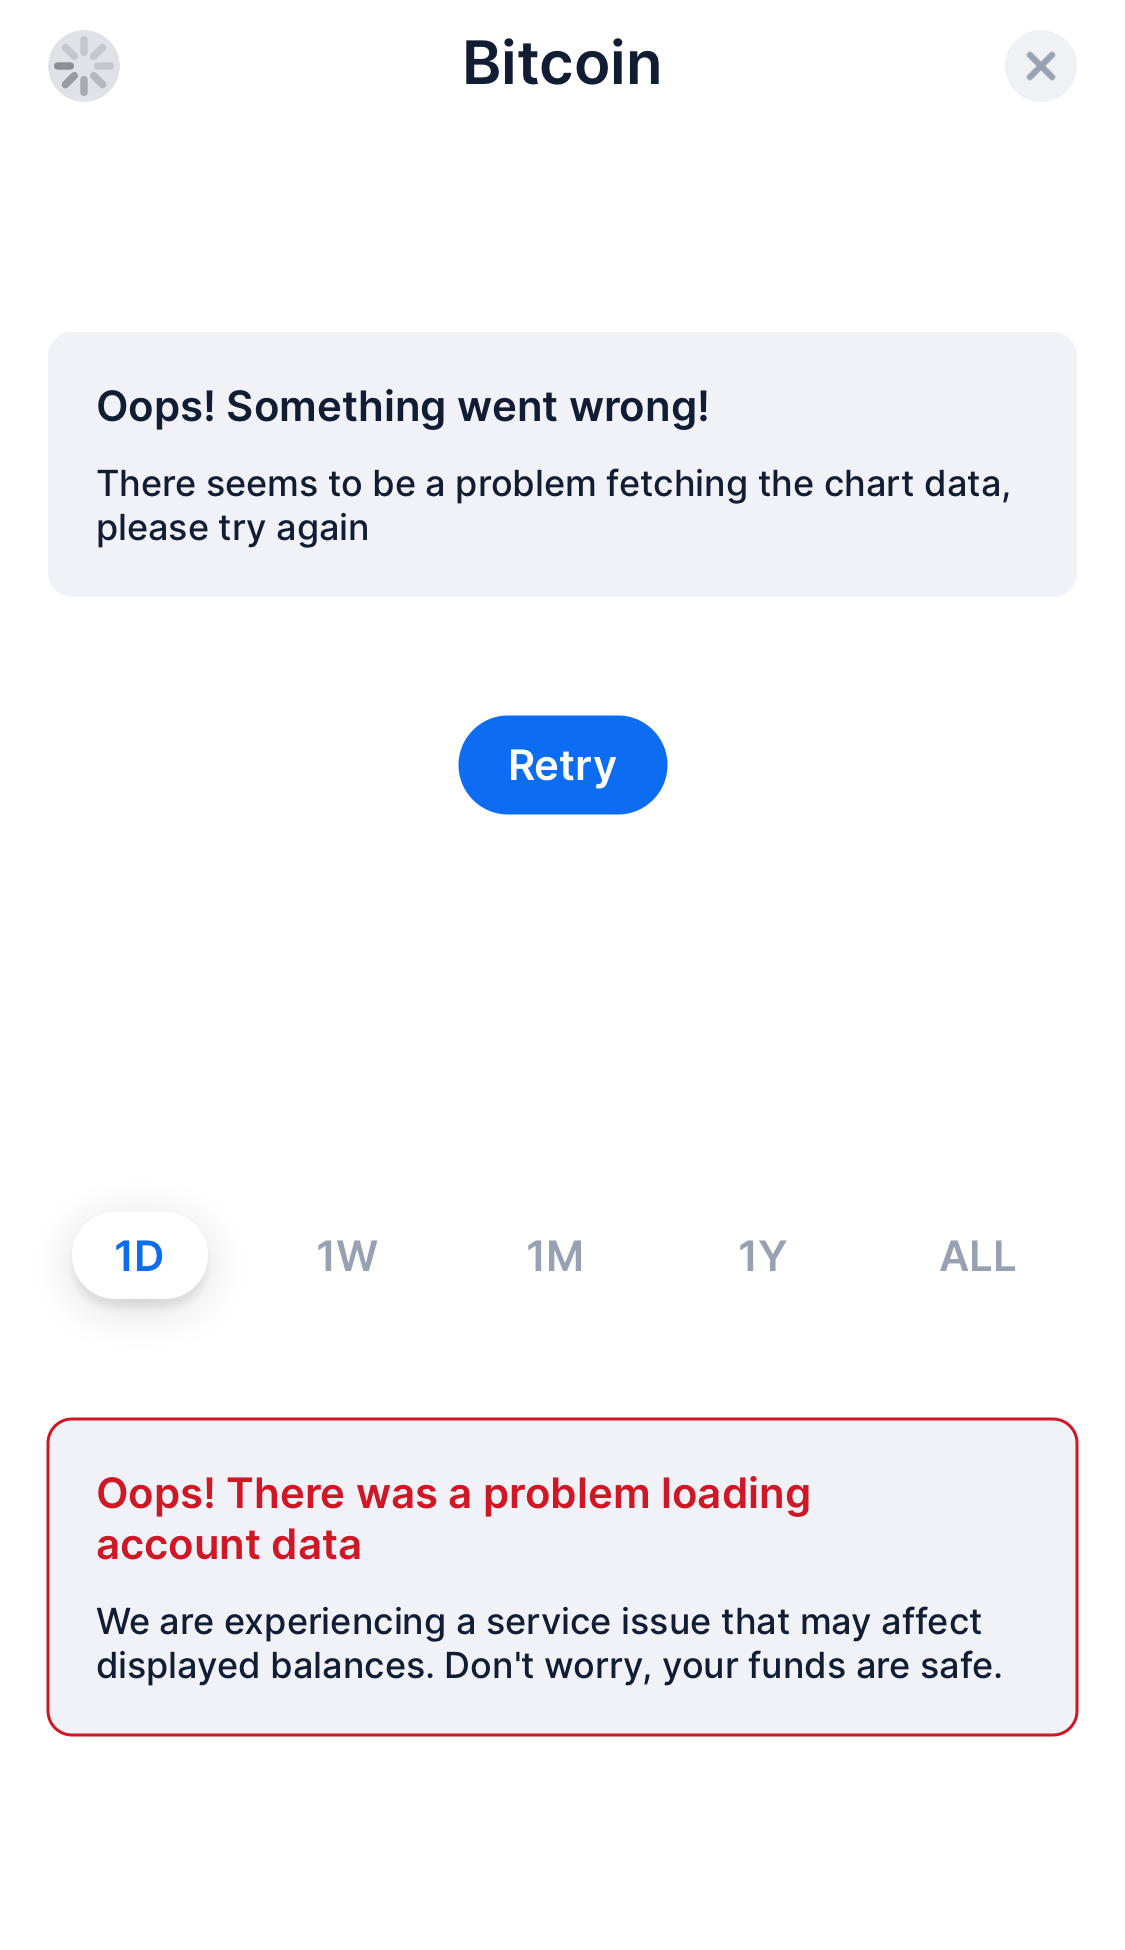 Bitcoin
Oops! Something went wrong!
There seems to be a problem fetching the chart data,
please try again
Retry
1D 1W 1M 1Y ALL
Oops! There was a problem loading
account data
We are experiencing a service issue that may affect
displayed balances. Don't worry, your funds are safe.